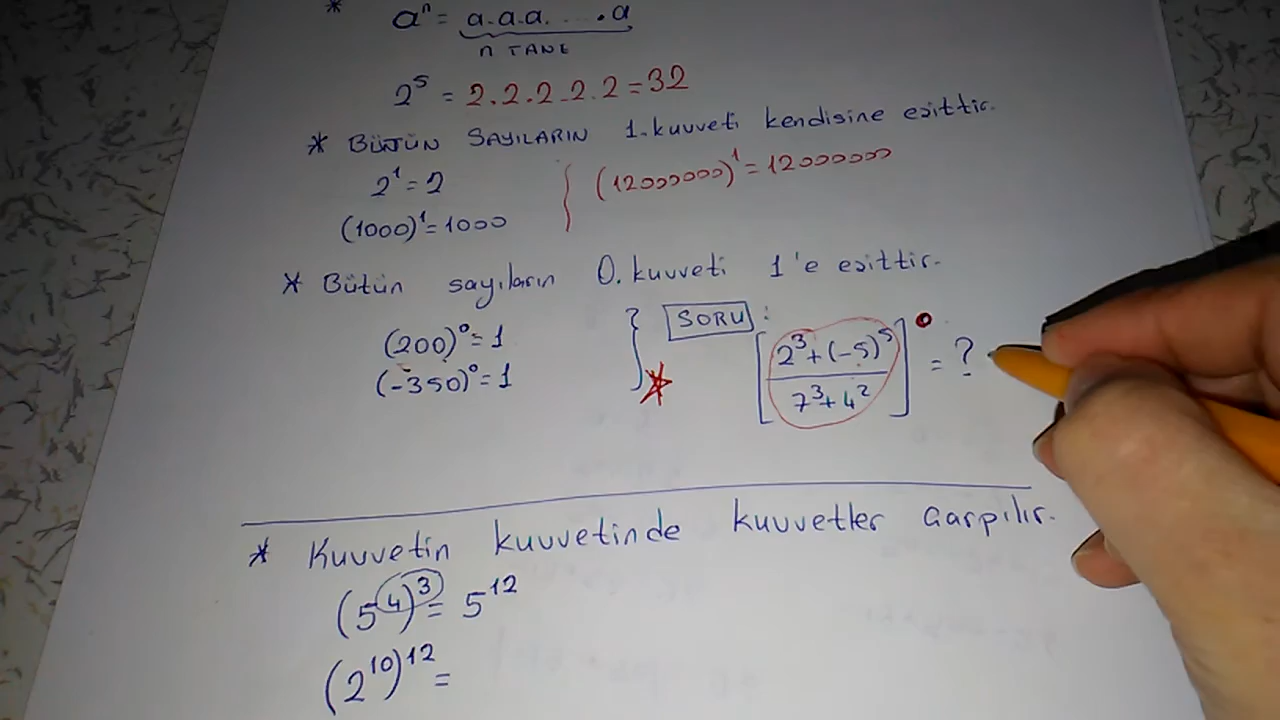 * aⁿ = a.a.a. ... .a
n TANE
2⁵ = 2.2.2.2.2 = 32
* BÜTÜN SAYILARIN 1.kuvveti kendisine eşittir.
2¹ = 2
(12000000)¹ = 12000000
(1000)¹ = 1000
* Bütün sayıların 0. kuvveti 1'e eşittir.
(200)⁰ = 1
(-350)⁰ = 1
SORU :
[2³+(-5)⁵ / 7³+4²]⁰ = ?
* Kuvvetin kuvvetinde kuvvetler çarpılır.
(5⁴)³ = 5¹²
(2¹⁰)¹² =